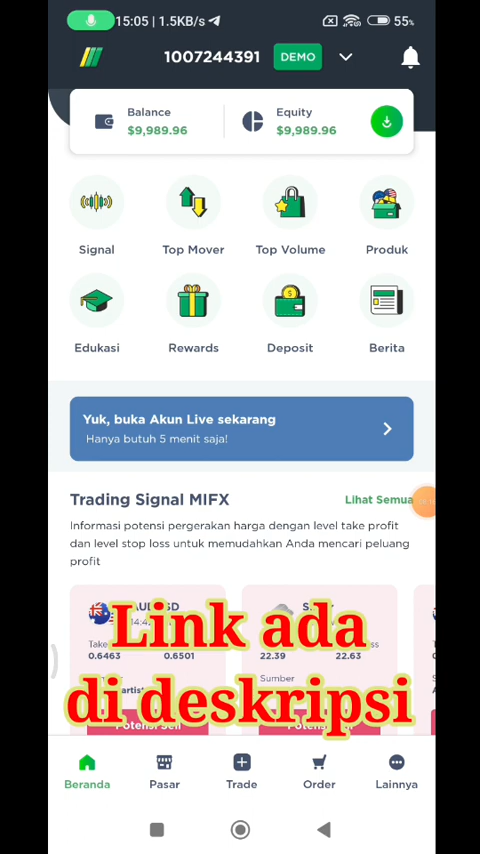 15:05 | 1.5KB/s
55%
1007244391
DEMO
Balance
$9,989.96
Equity
$9,989.96
Signal
Top Mover
Top Volume
Produk
Edukasi
Rewards
Deposit
Berita
Yuk, buka Akun Live sekarang
Hanya butuh 5 menit saja!
Trading Signal MIFX
Lihat Semua
Informasi potensi pergerakan harga dengan level take profit
dan level stop loss untuk memudahkan Anda mencari peluang
profit
Link ada
di deskripsi
0.6463
0.6501
22.39
22.63
Sumber
Beranda
Pasar
Trade
Order
Lainnya